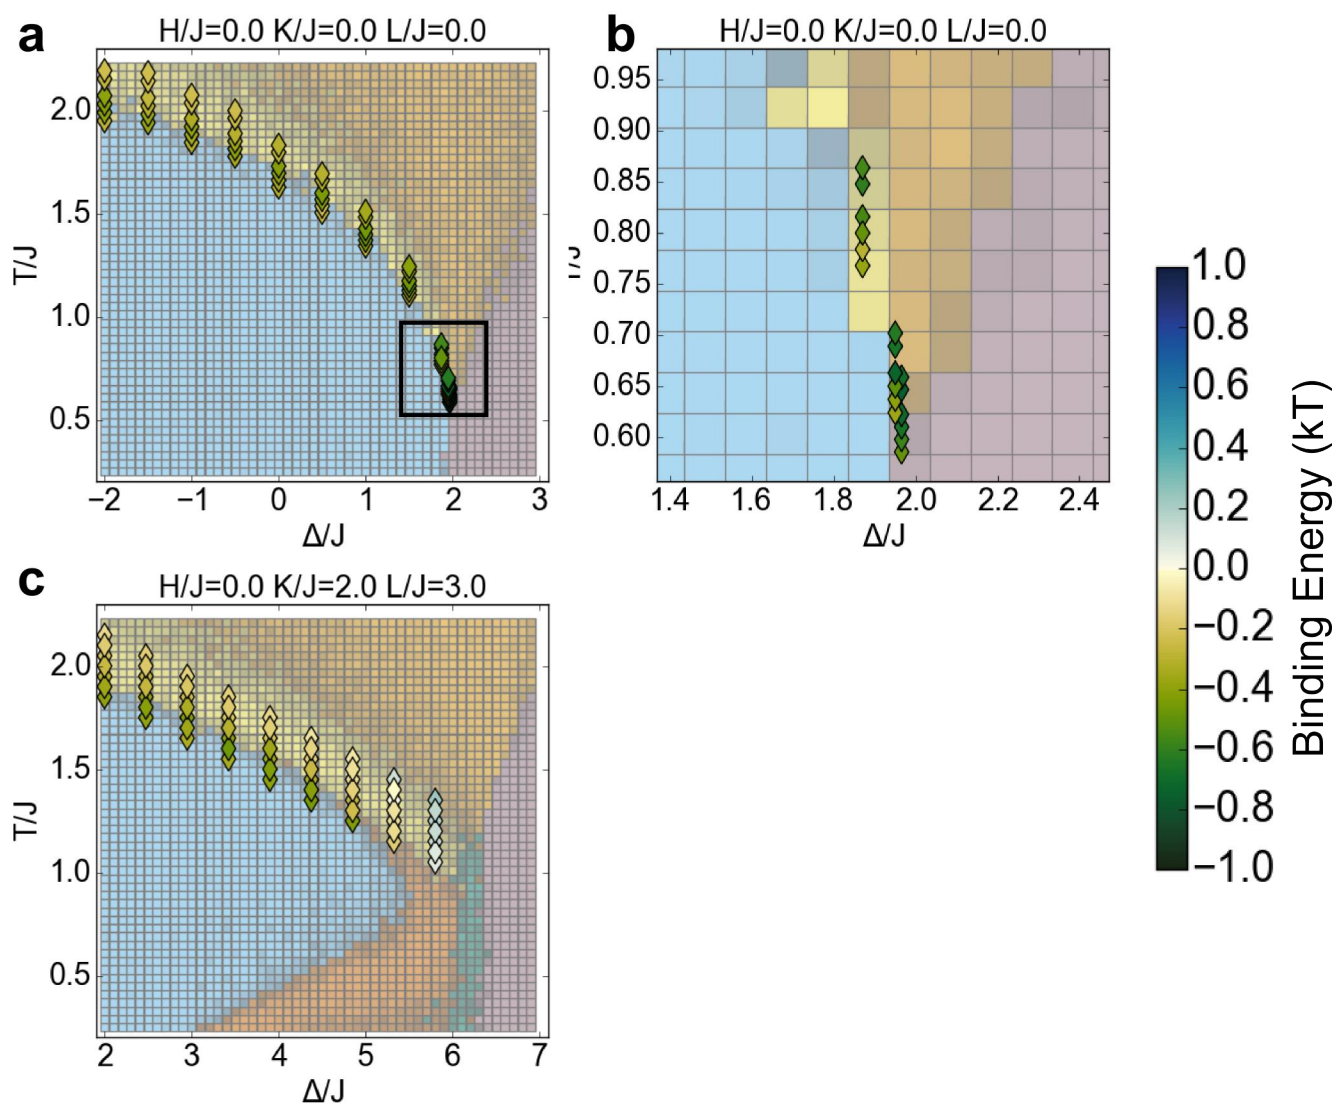 a
H/J=0.0 K/J=0.0 L/J=0.0
2.0
1.5
1.0
0.5
T/J
−2 −1 0 1 2 3
Δ/J
b
H/J=0.0 K/J=0.0 L/J=0.0
0.95
0.90
0.85
0.80
0.75
0.70
0.65
0.60
T/J
1.4 1.6 1.8 2.0 2.2 2.4
Δ/J
c
H/J=0.0 K/J=2.0 L/J=3.0
2.0
1.5
1.0
0.5
T/J
2 3 4 5 6 7
Δ/J
1.0
0.8
0.6
0.4
0.2
0.0
−0.2
−0.4
−0.6
−0.8
−1.0
Binding Energy (kT)